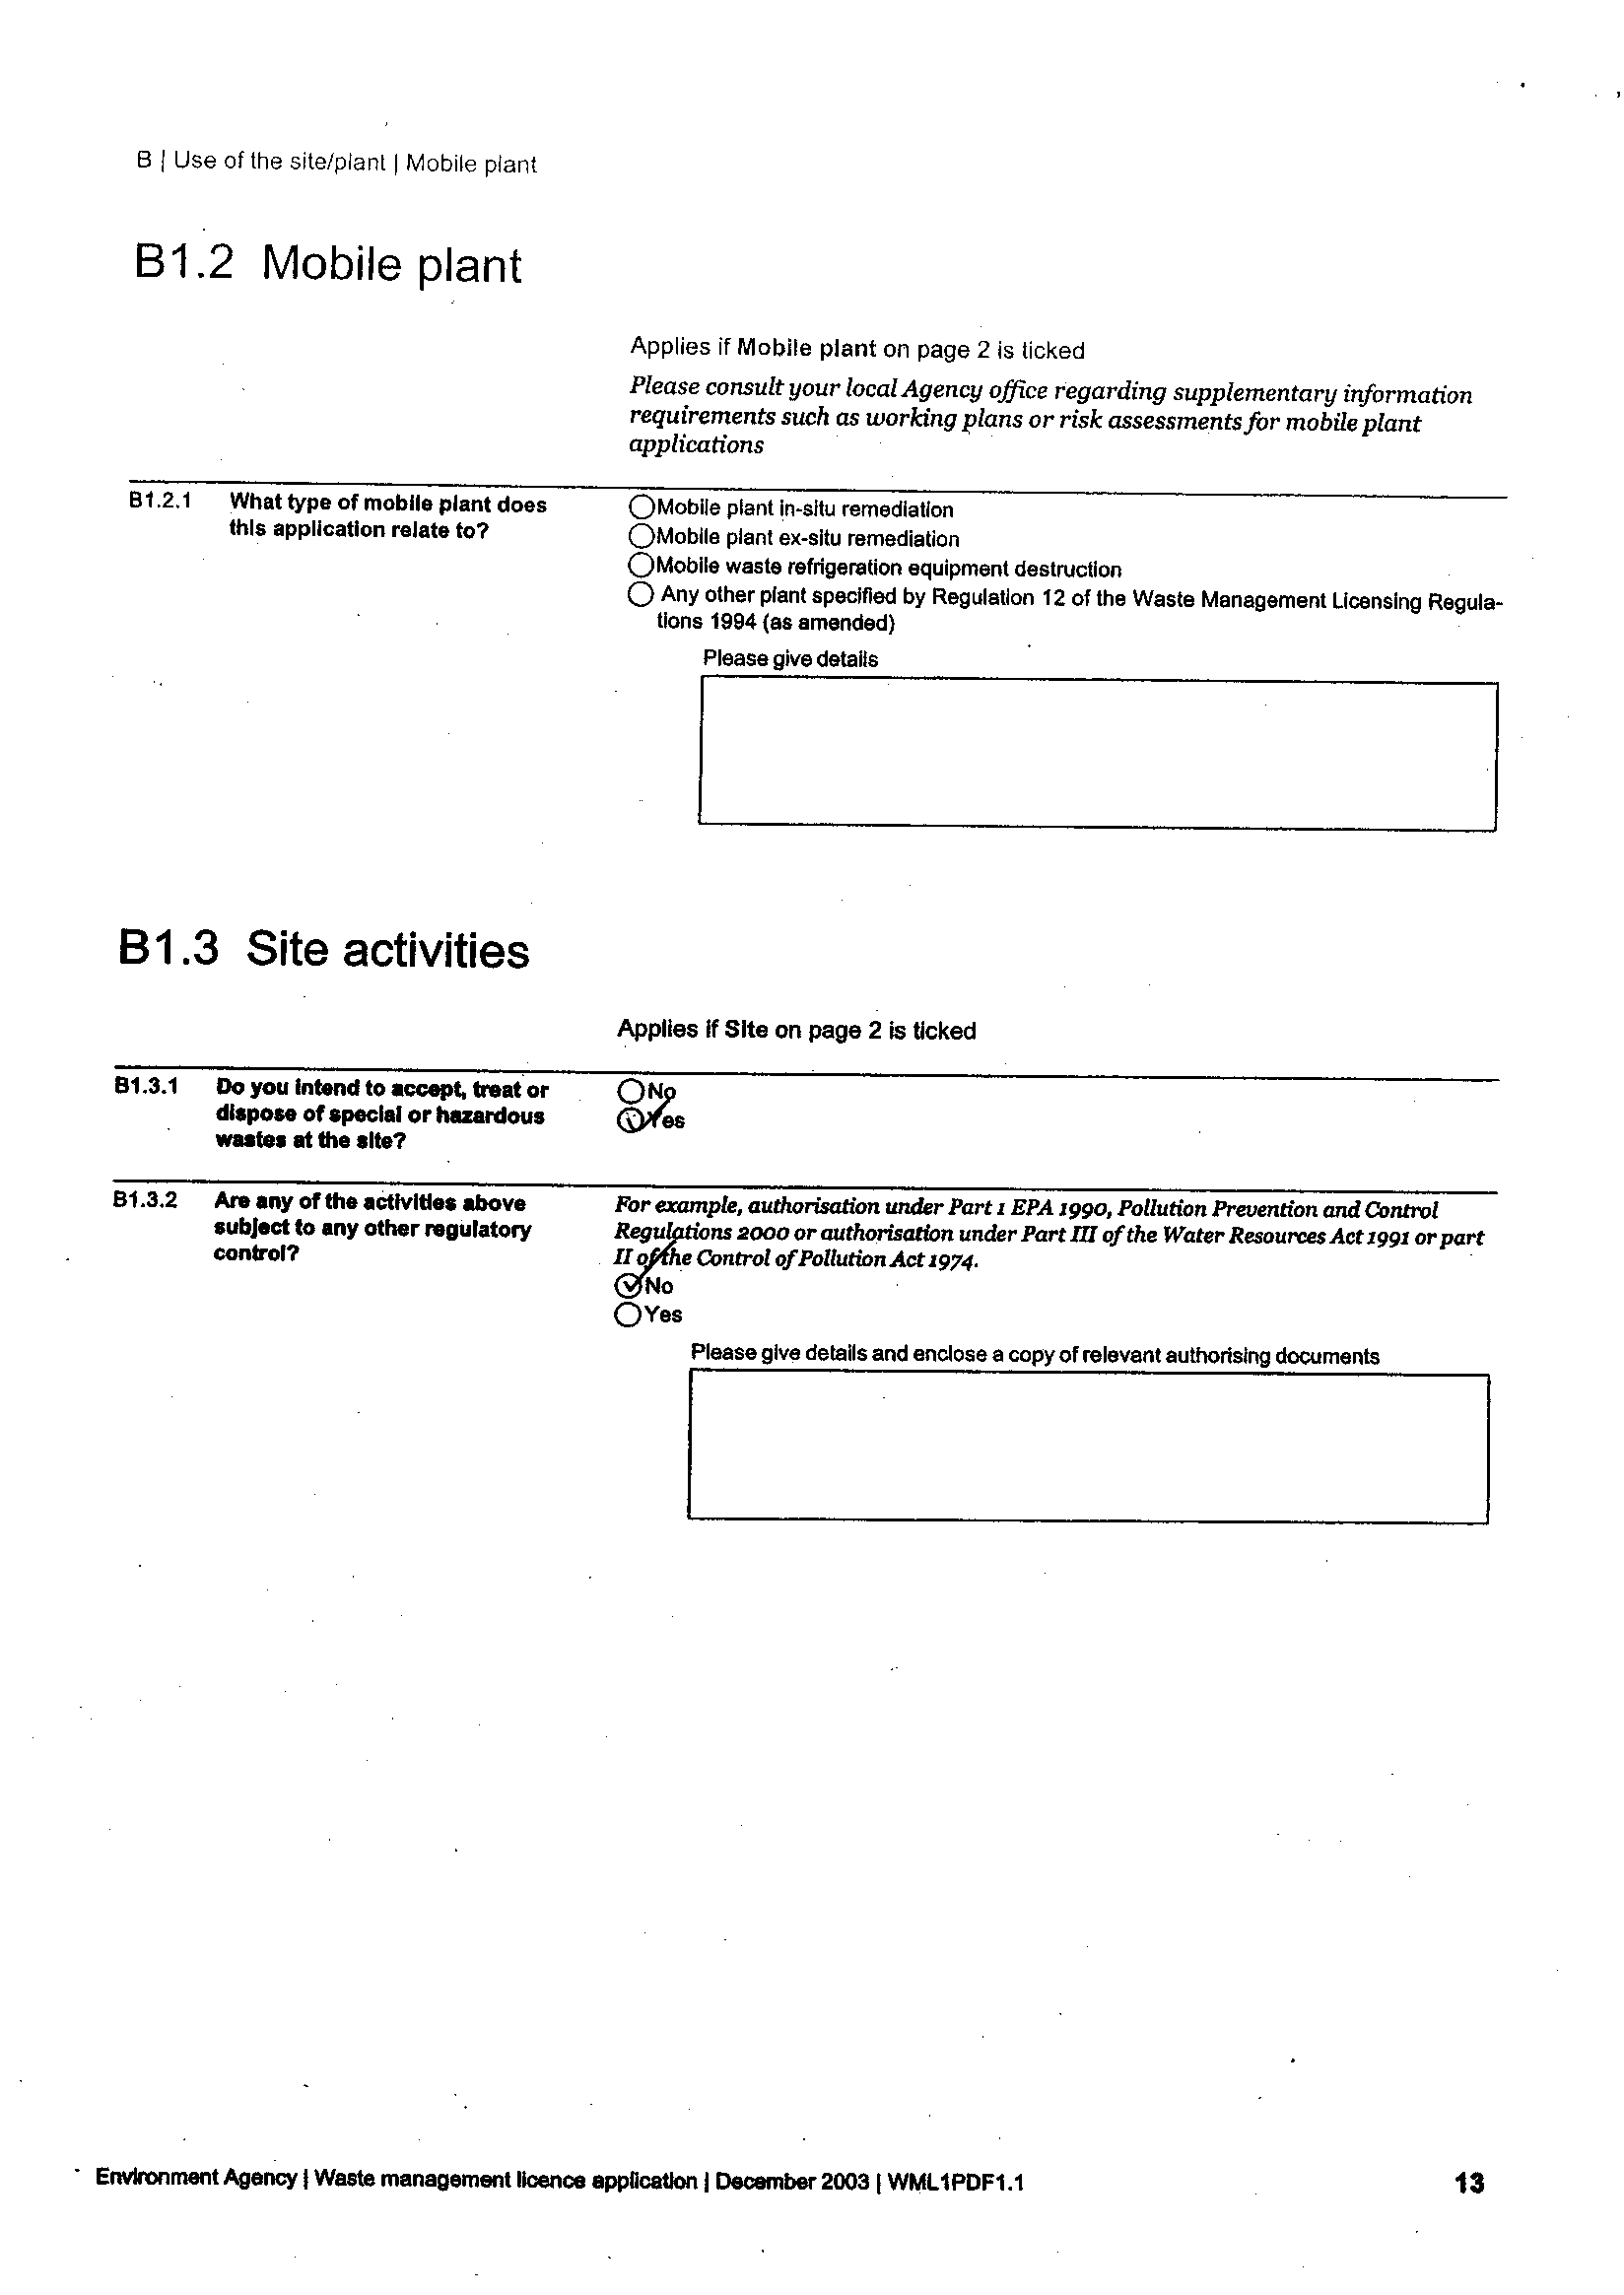 B | Use of the site/plant | Mobile plant
B1.2 Mobile plant
Applies if Mobile plant on page 2 is ticked
Please consult your local Agency office regarding supplementary information
requirements such as working plans or risk assessments for mobile plant
applications
B1.2.1 What type of mobile plant does
this application relate to?
Mobile plant in-situ remediation
Mobile plant ex-situ remediation
Mobile waste refrigeration equipment destruction
Any other plant specified by Regulation 12 of the Waste Management Licensing Regula-
tions 1994 (as amended)
Please give details
B1.3 Site activities
Applies if Site on page 2 is ticked
B1.3.1 Do you intend to accept, treat or
dispose of special or hazardous
wastes at the site?
No
Yes
B1.3.2 Are any of the activities above
subject to any other regulatory
control?
For example, authorisation under Part 1 EPA 1990, Pollution Prevention and Control
Regulations 2000 or authorisation under Part III of the Water Resources Act 1991 or part
II of the Control of Pollution Act 1974.
No
Yes
Please give details and enclose a copy of relevant authorising documents
Environment Agency | Waste management licence application | December 2003 | WML1PDF1.1
13